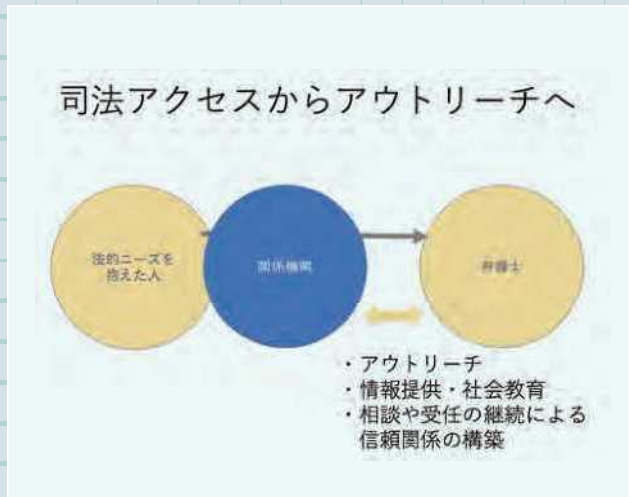 司法アクセスからアウトリーチへ
法的ニーズを
抱えた人
関係機関
弁護士
・アウトリーチ
・情報提供・社会教育
・相談や受任の継続による
信頼関係の構築